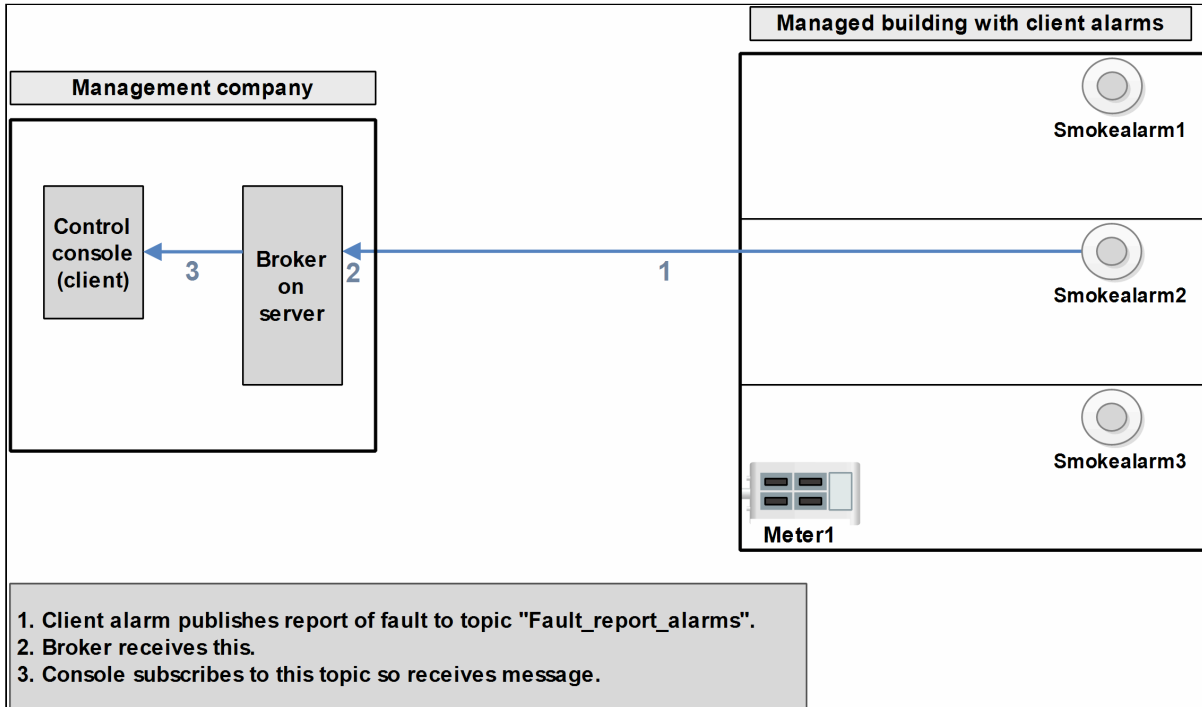 Managed building with client alarms
Management company
Smokealarm1
Control
console
(client)
Broker
on
server
3
2
1
Smokealarm2
Smokealarm3
Meter1
1. Client alarm publishes report of fault to topic "Fault_report_alarms".
2. Broker receives this.
3. Console subscribes to this topic so receives message.